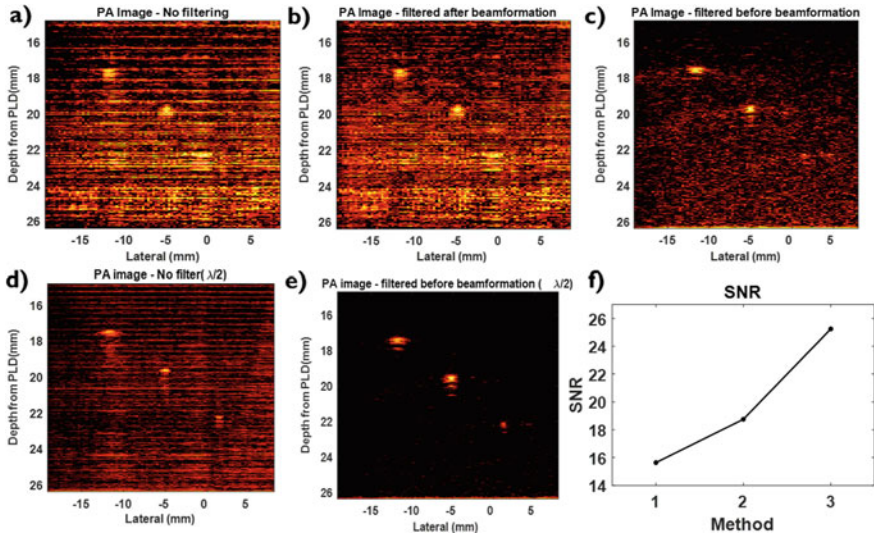 a)
PA Image - No filtering
Depth from PLD(mm)
16
18
20
22
24
26
-15 -10 -5 0 5
Lateral (mm)
b)
PA Image - filtered after beamformation
Depth from PLD(mm)
16
18
20
22
24
26
-15 -10 -5 0 5
Lateral (mm)
c)
PA Image - filtered before beamformation
Depth from PLD(mm)
16
18
20
22
24
26
-15 -10 -5 0 5
Lateral (mm)
d)
PA image - No filter( λ/2)
Depth from PLD(mm)
16
18
20
22
24
26
-15 -10 -5 0 5
Lateral (mm)
e)
PA image - filtered before beamformation ( λ/2)
Depth from PLD(mm)
16
18
20
22
24
26
-15 -10 -5 0 5
Lateral (mm)
f)
SNR
SNR
26
24
22
20
18
16
14
1 2 3
Method